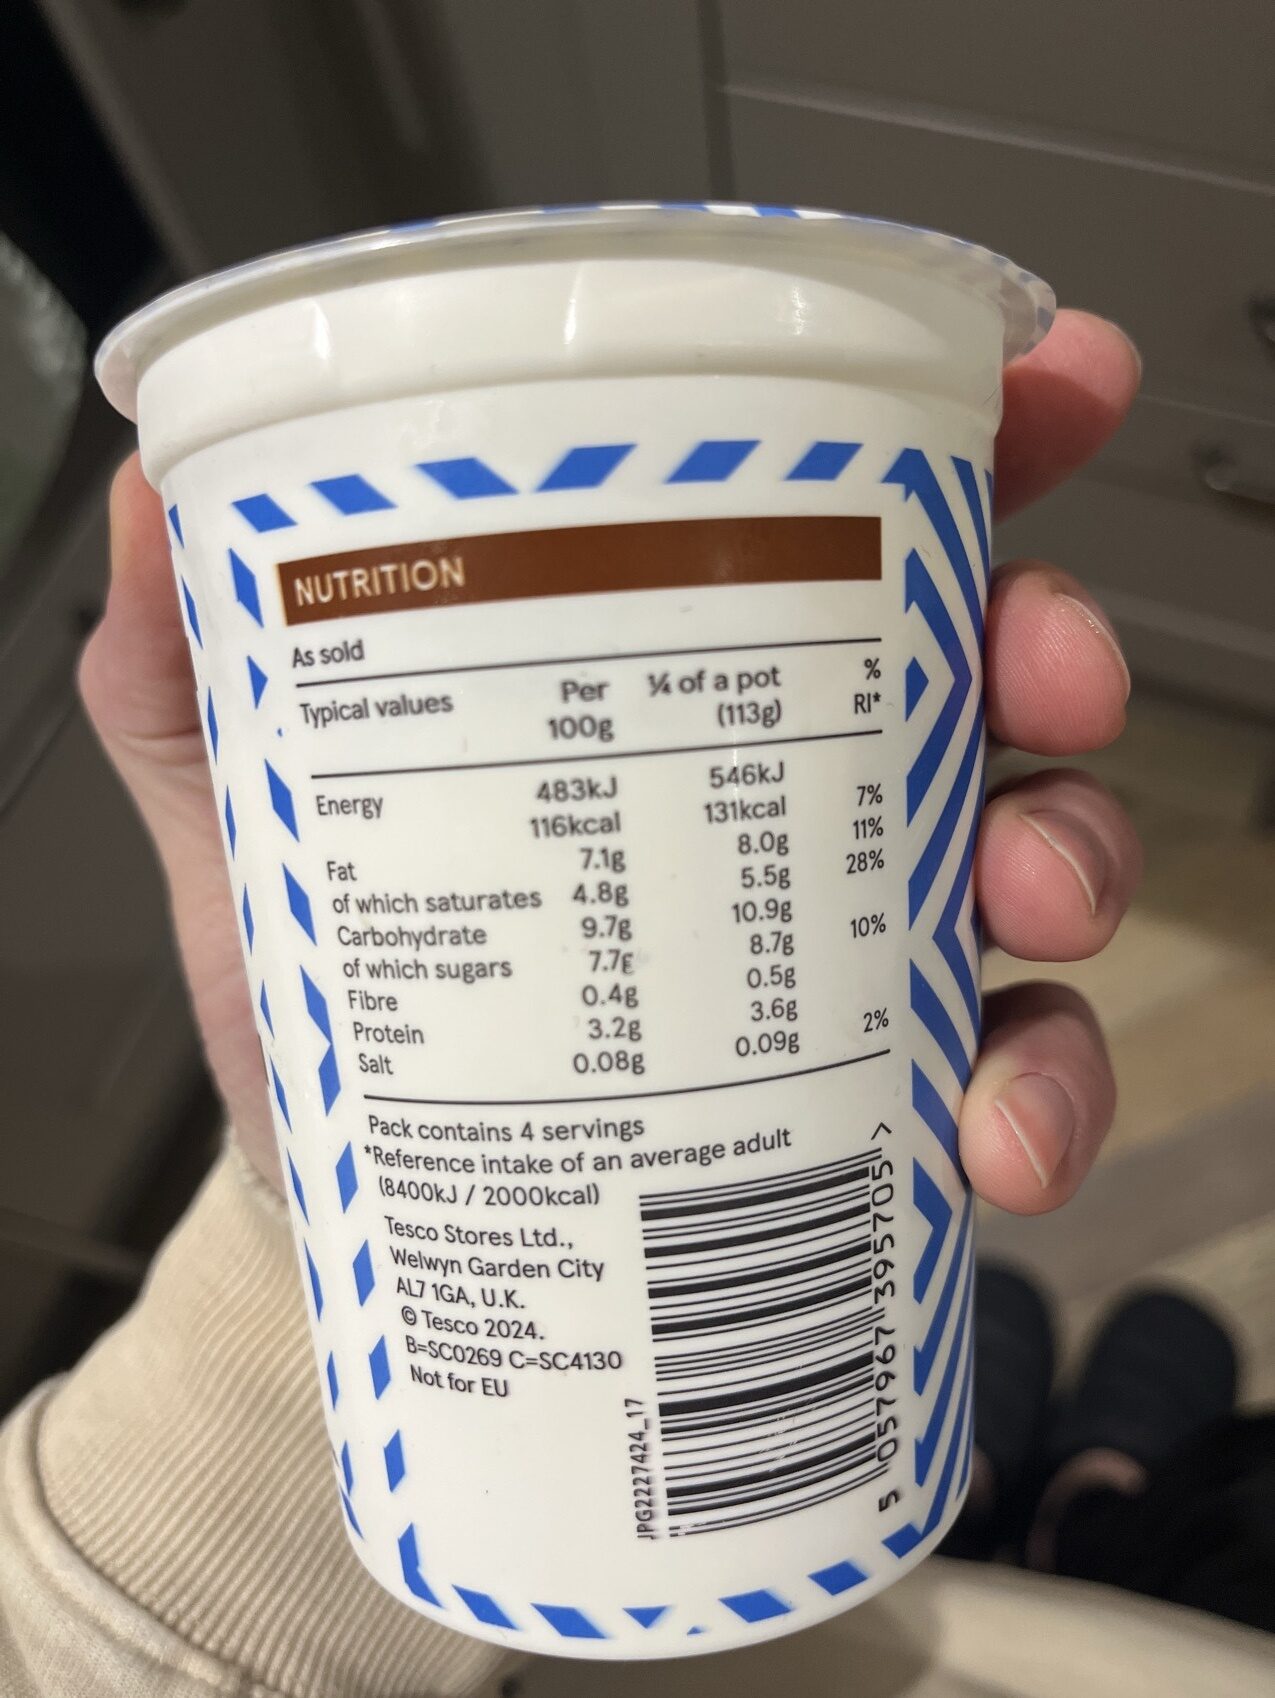 NUTRITION
As sold
Typical values Per 100g ¼ of a pot (113g) % RI*
Energy 483kJ 546kJ
116kcal 131kcal 7%
Fat 7.1g 8.0g 11%
of which saturates 4.8g 5.5g 28%
Carbohydrate 9.7g 10.9g
of which sugars 7.7g 8.7g 10%
Fibre 0.4g 0.5g
Protein 3.2g 3.6g
Salt 0.08g 0.09g 2%
Pack contains 4 servings
*Reference intake of an average adult
(8400kJ / 2000kcal)
Tesco Stores Ltd.,
Welwyn Garden City
AL7 1GA, U.K.
© Tesco 2024.
B=SC0269 C=SC4130
Not for EU
JPG2227424_17
5 057967 395705 >